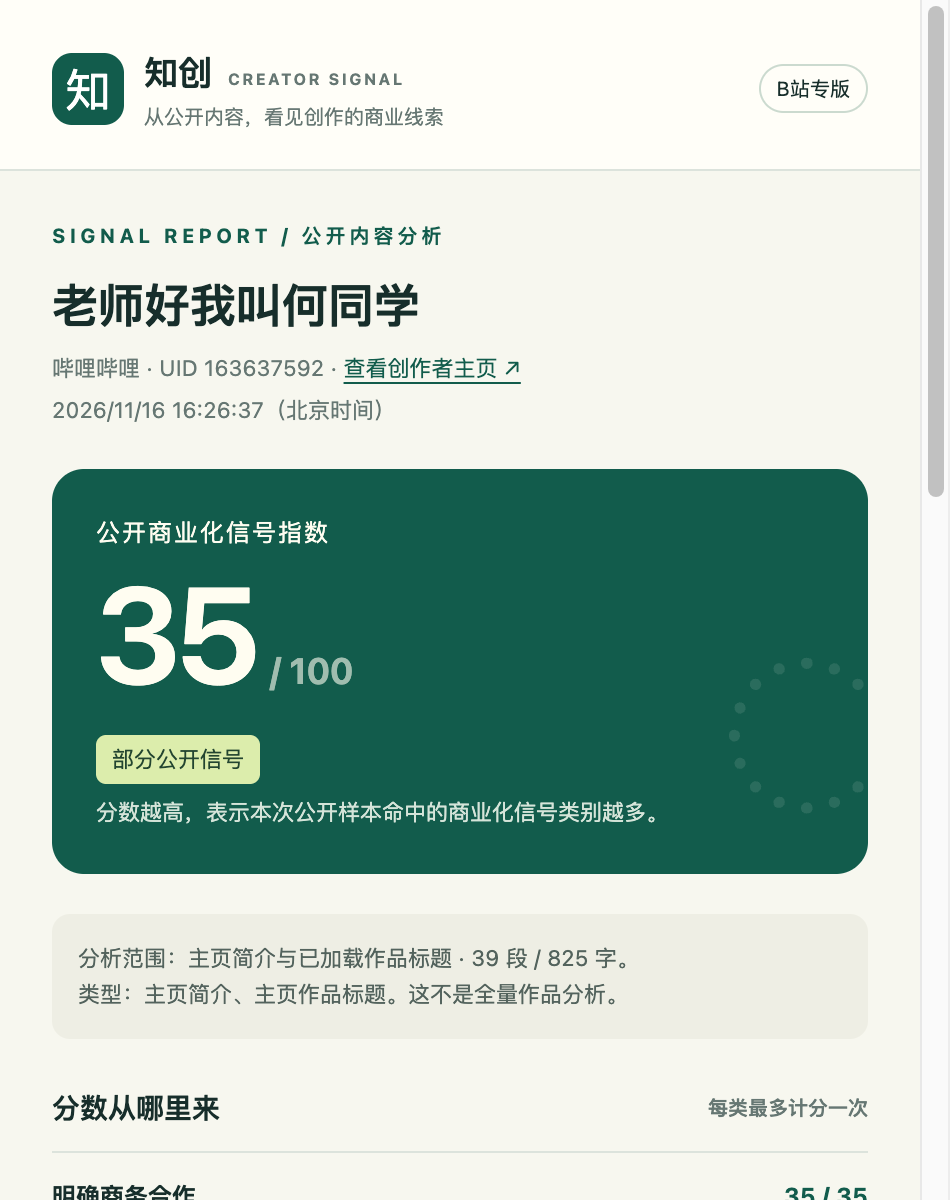 知
知创 CREATOR SIGNAL
从公开内容，看见创作的商业线索
B站专版
SIGNAL REPORT / 公开内容分析
老师好我叫何同学
哔哩哔哩 · UID 163637592 · 查看创作者主页 ↗
2026/11/16 16:26:37（北京时间）
公开商业化信号指数
35 / 100
部分公开信号
分数越高，表示本次公开样本命中的商业化信号类别越多。
分析范围：主页简介与已加载作品标题 · 39 段 / 825 字。
类型：主页简介、主页作品标题。这不是全量作品分析。
分数从哪里来
每类最多计分一次
明确商务合作
35 / 35